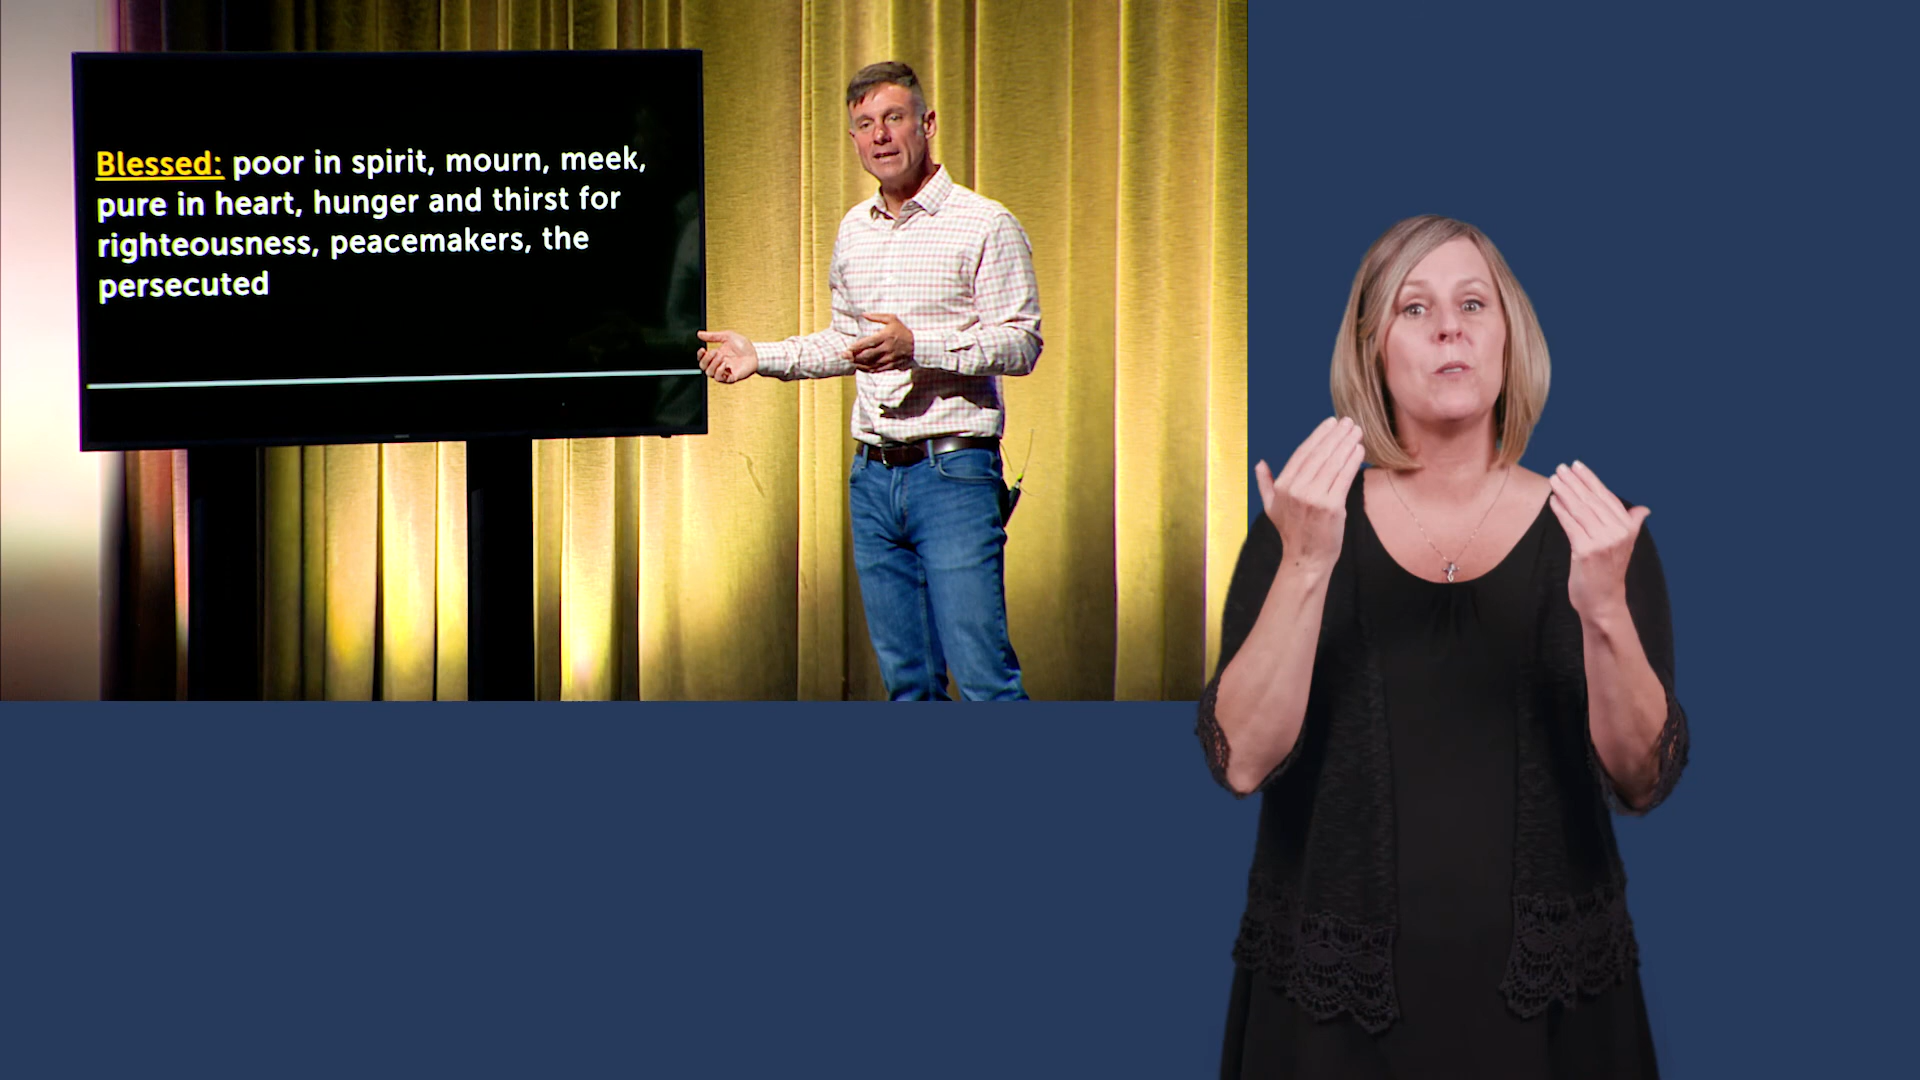 Blessed: poor in spirit, mourn, meek,
pure in heart, hunger and thirst for
righteousness, peacemakers, the
persecuted